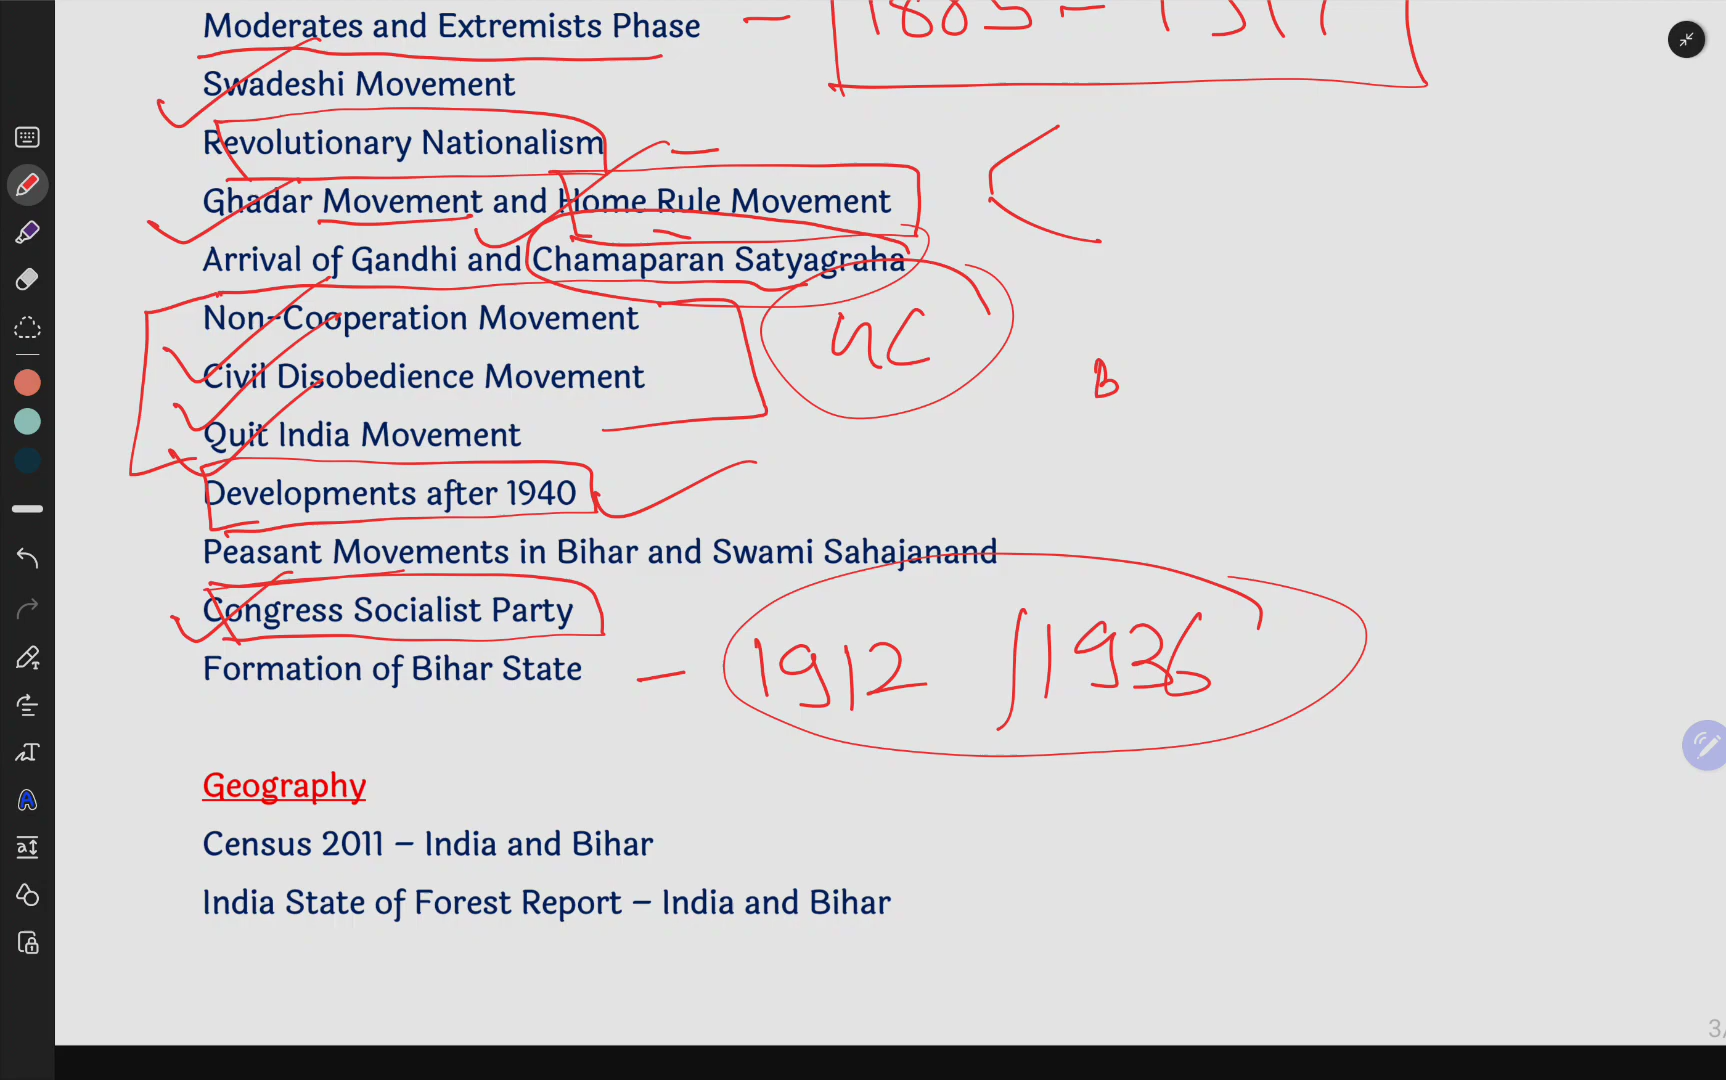 Moderates and Extremists Phase –
Swadeshi Movement
Revolutionary Nationalism
Ghadar Movement and Home Rule Movement
Arrival of Gandhi and Chamaparan Satyagraha
Non-Cooperation Movement
Civil Disobedience Movement
Quit India Movement
B
Developments after 1940
Peasant Movements in Bihar and Swami Sahajanand
Congress Socialist Party
Formation of Bihar State – 1912 / 1936
Geography
Census 2011 – India and Bihar
India State of Forest Report – India and Bihar